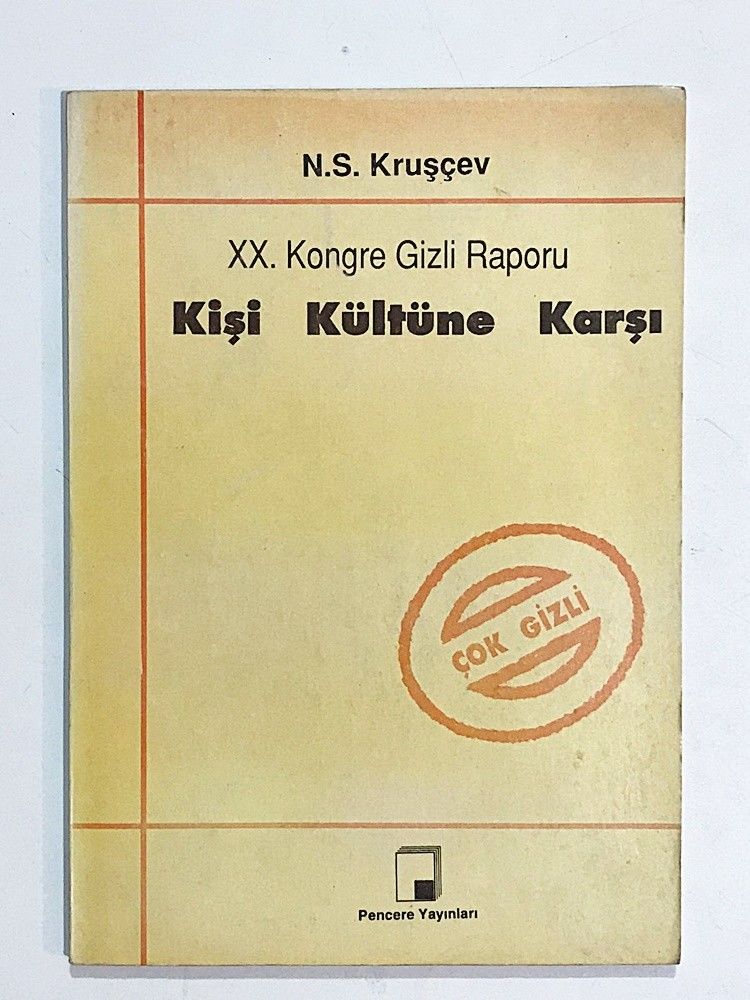 N.S. Kruşçev
XX. Kongre Gizli Raporu
Kişi Kültüne Karşı
ÇOK GİZLİ
Pencere Yayınları